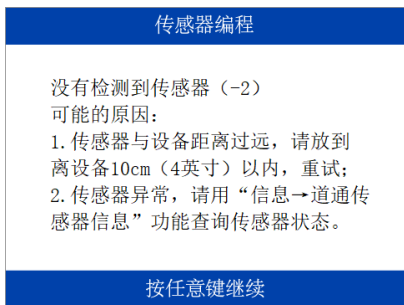 传感器编程
没有检测到传感器（-2）
可能的原因：
1.传感器与设备距离过远，请放到
离设备10cm（4英寸）以内，重试；
2.传感器异常，请用“信息→道通传
感器信息”功能查询传感器状态。
按任意键继续